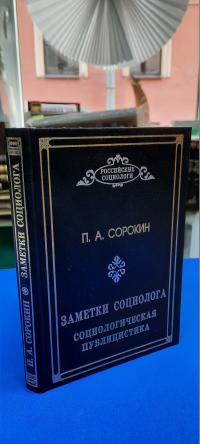 РОССИЙСКИЕ
СОЦИОЛОГИ
П. А. СОРОКИН
ЗАМЕТКИ СОЦИОЛОГА
СОЦИОЛОГИЧЕСКАЯ
ПУБЛИЦИСТИКА
П. А. СОРОКИН ЗАМЕТКИ СОЦИОЛОГА